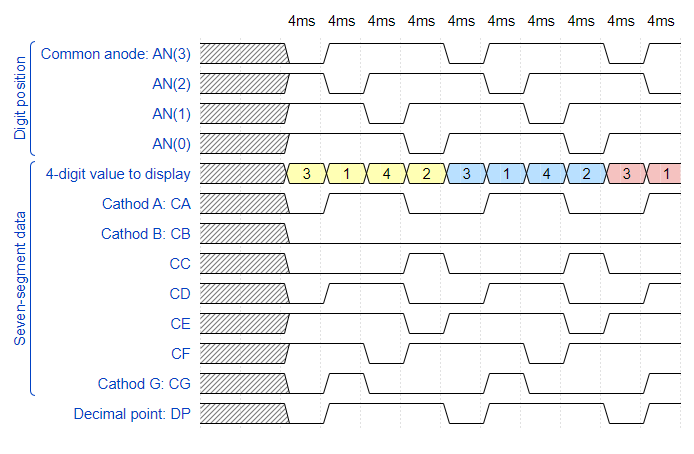 4ms 4ms 4ms 4ms 4ms 4ms 4ms 4ms 4ms 4ms
Digit position
Common anode: AN(3)
AN(2)
AN(1)
AN(0)
Seven-segment data
4-digit value to display 3 1 4 2 3 1 4 2 3 1
Cathod A: CA
Cathod B: CB
CC
CD
CE
CF
Cathod G: CG
Decimal point: DP